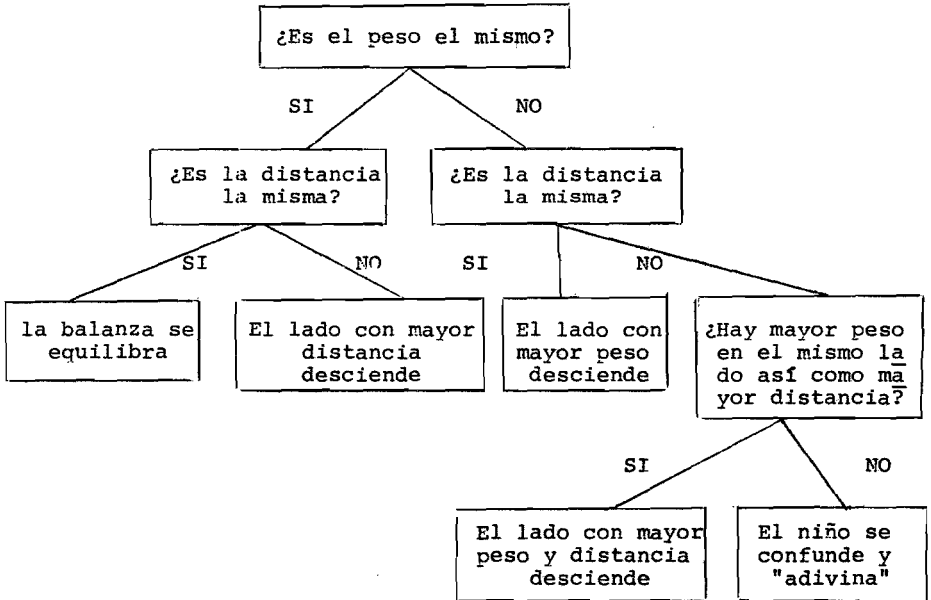 ¿Es el peso el mismo?
SI
NO
¿Es la distancia
la misma?
¿Es la distancia
la misma?
SI
NO
SI
NO
la balanza se
equilibra
El lado con mayor
distancia
desciende
El lado con
mayor peso
desciende
¿Hay mayor peso
en el mismo la
do así como ma
yor distancia?
SI
NO
El lado con mayor
peso y distancia
desciende
El niño se
confunde y
"adivina"